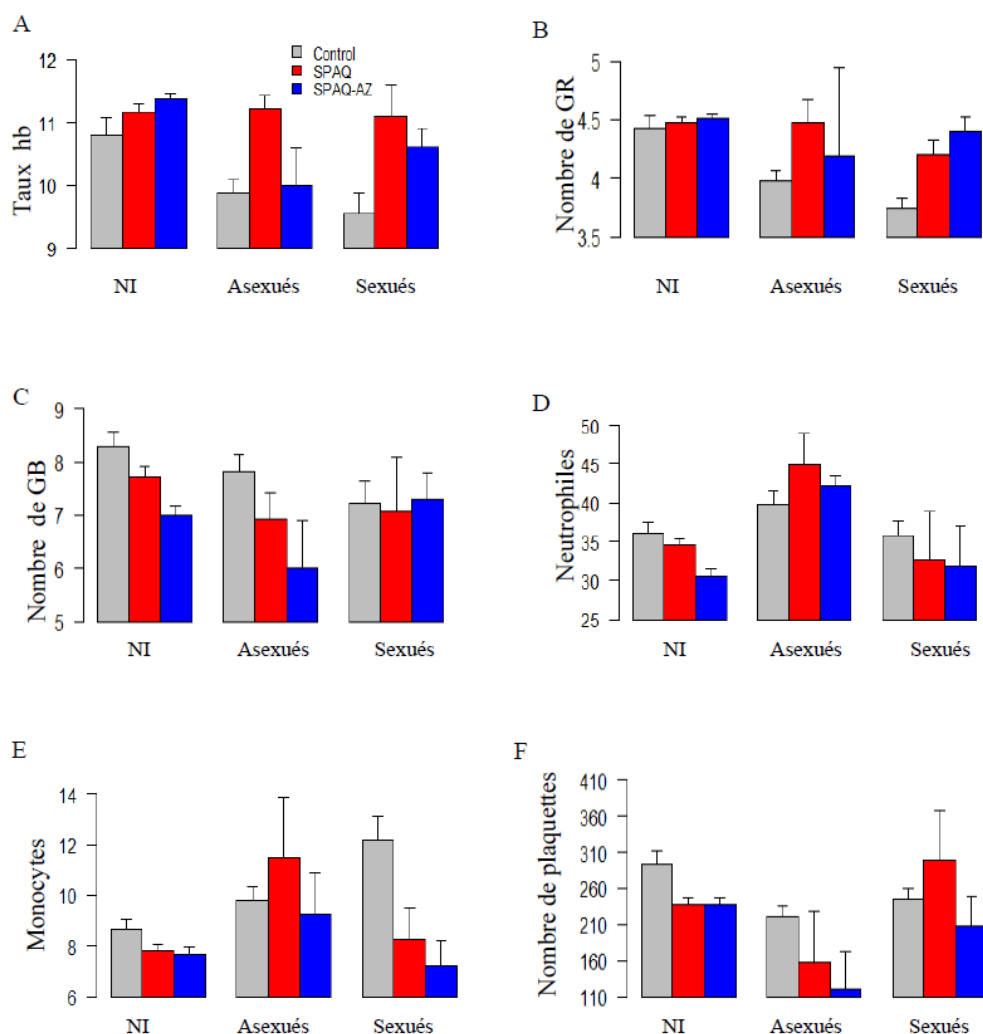 A
Taux hb
12
11
10
9
Control
SPAQ
SPAQ-AZ
NI Asexués Sexués
B
Nombre de GR
5
4.5
4
3.5
NI Asexués Sexués
C
Nombre de GB
9
8
7
6
5
NI Asexués Sexués
D
Neutrophiles
50
45
40
35
30
25
NI Asexués Sexués
E
Monocytes
14
12
10
8
6
NI Asexués Sexués
F
Nombre de plaquettes
410
360
310
260
210
160
110
NI Asexués Sexués